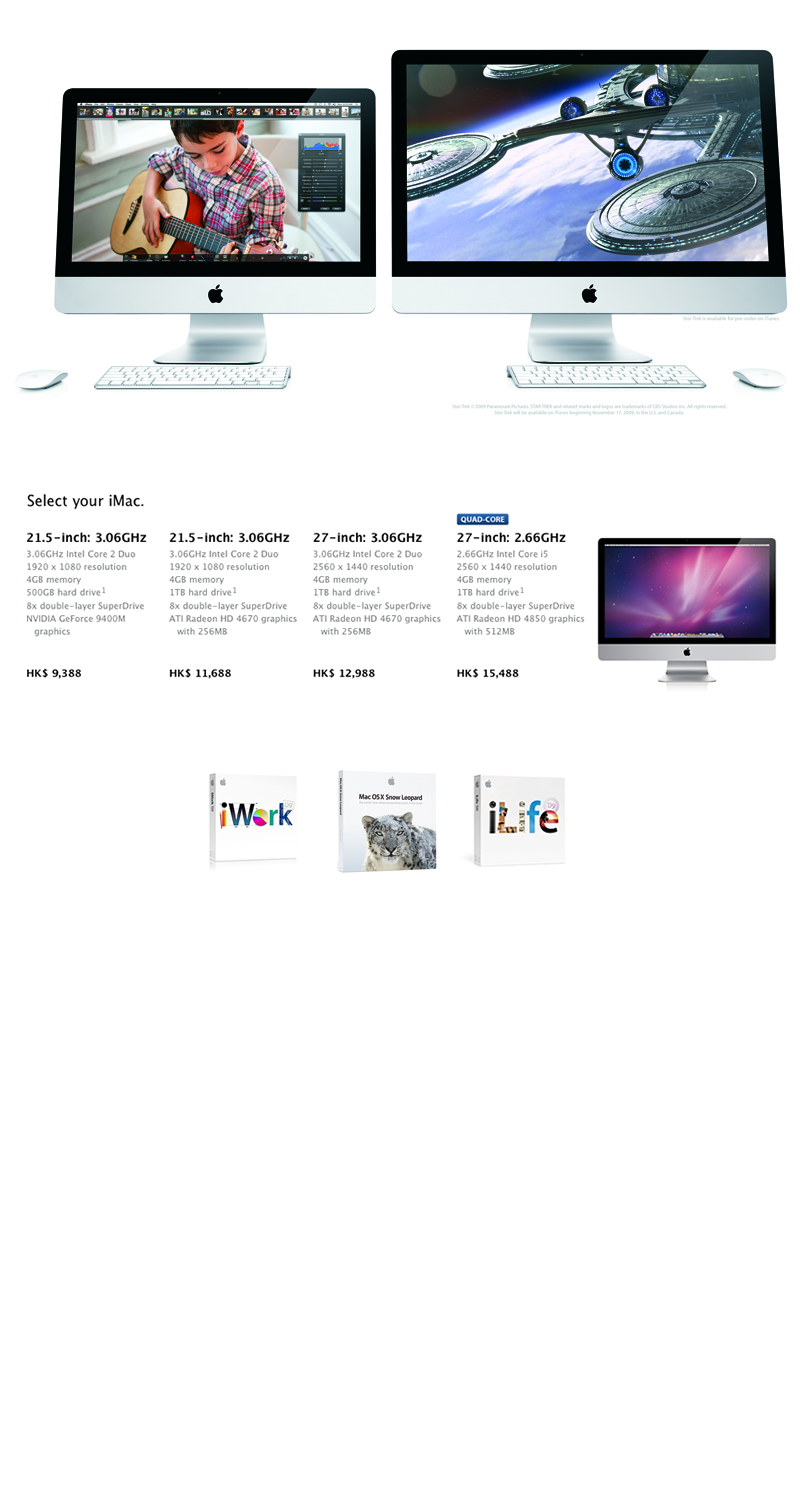 Star Trek is available for pre-order on iTunes.
Star Trek © 2009 Paramount Pictures. STAR TREK and related marks and logos are trademarks of CBS Studios Inc. All rights reserved.
Star Trek will be available on iTunes beginning November 17, 2009, in the U.S. and Canada.
Select your iMac.
21.5-inch: 3.06GHz
3.06GHz Intel Core 2 Duo
1920 x 1080 resolution
4GB memory
500GB hard drive1
8x double-layer SuperDrive
NVIDIA GeForce 9400M
graphics
HK$ 9,388
21.5-inch: 3.06GHz
3.06GHz Intel Core 2 Duo
1920 x 1080 resolution
4GB memory
1TB hard drive1
8x double-layer SuperDrive
ATI Radeon HD 4670 graphics
with 256MB
HK$ 11,688
27-inch: 3.06GHz
3.06GHz Intel Core 2 Duo
2560 x 1440 resolution
4GB memory
1TB hard drive1
8x double-layer SuperDrive
ATI Radeon HD 4670 graphics
with 256MB
HK$ 12,988
QUAD-CORE
27-inch: 2.66GHz
2.66GHz Intel Core i5
2560 x 1440 resolution
4GB memory
1TB hard drive1
8x double-layer SuperDrive
ATI Radeon HD 4850 graphics
with 512MB
HK$ 15,488
iWork
'09
Mac OS X Snow Leopard
Mac OS X Snow Leopard
iLife
'09